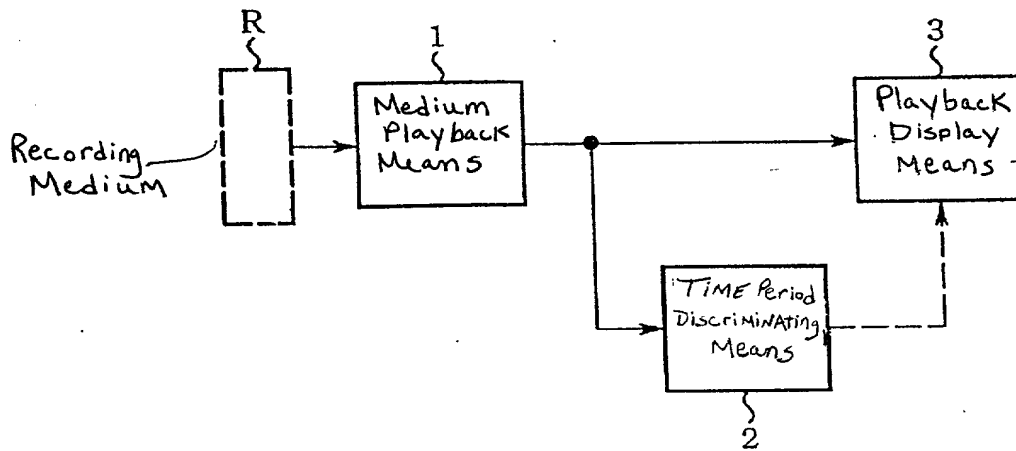 R
1
3
Recording
Medium
Medium
Playback
Means
Playback
Display
Means
TIME Period
DiscriMINAting
Means
2